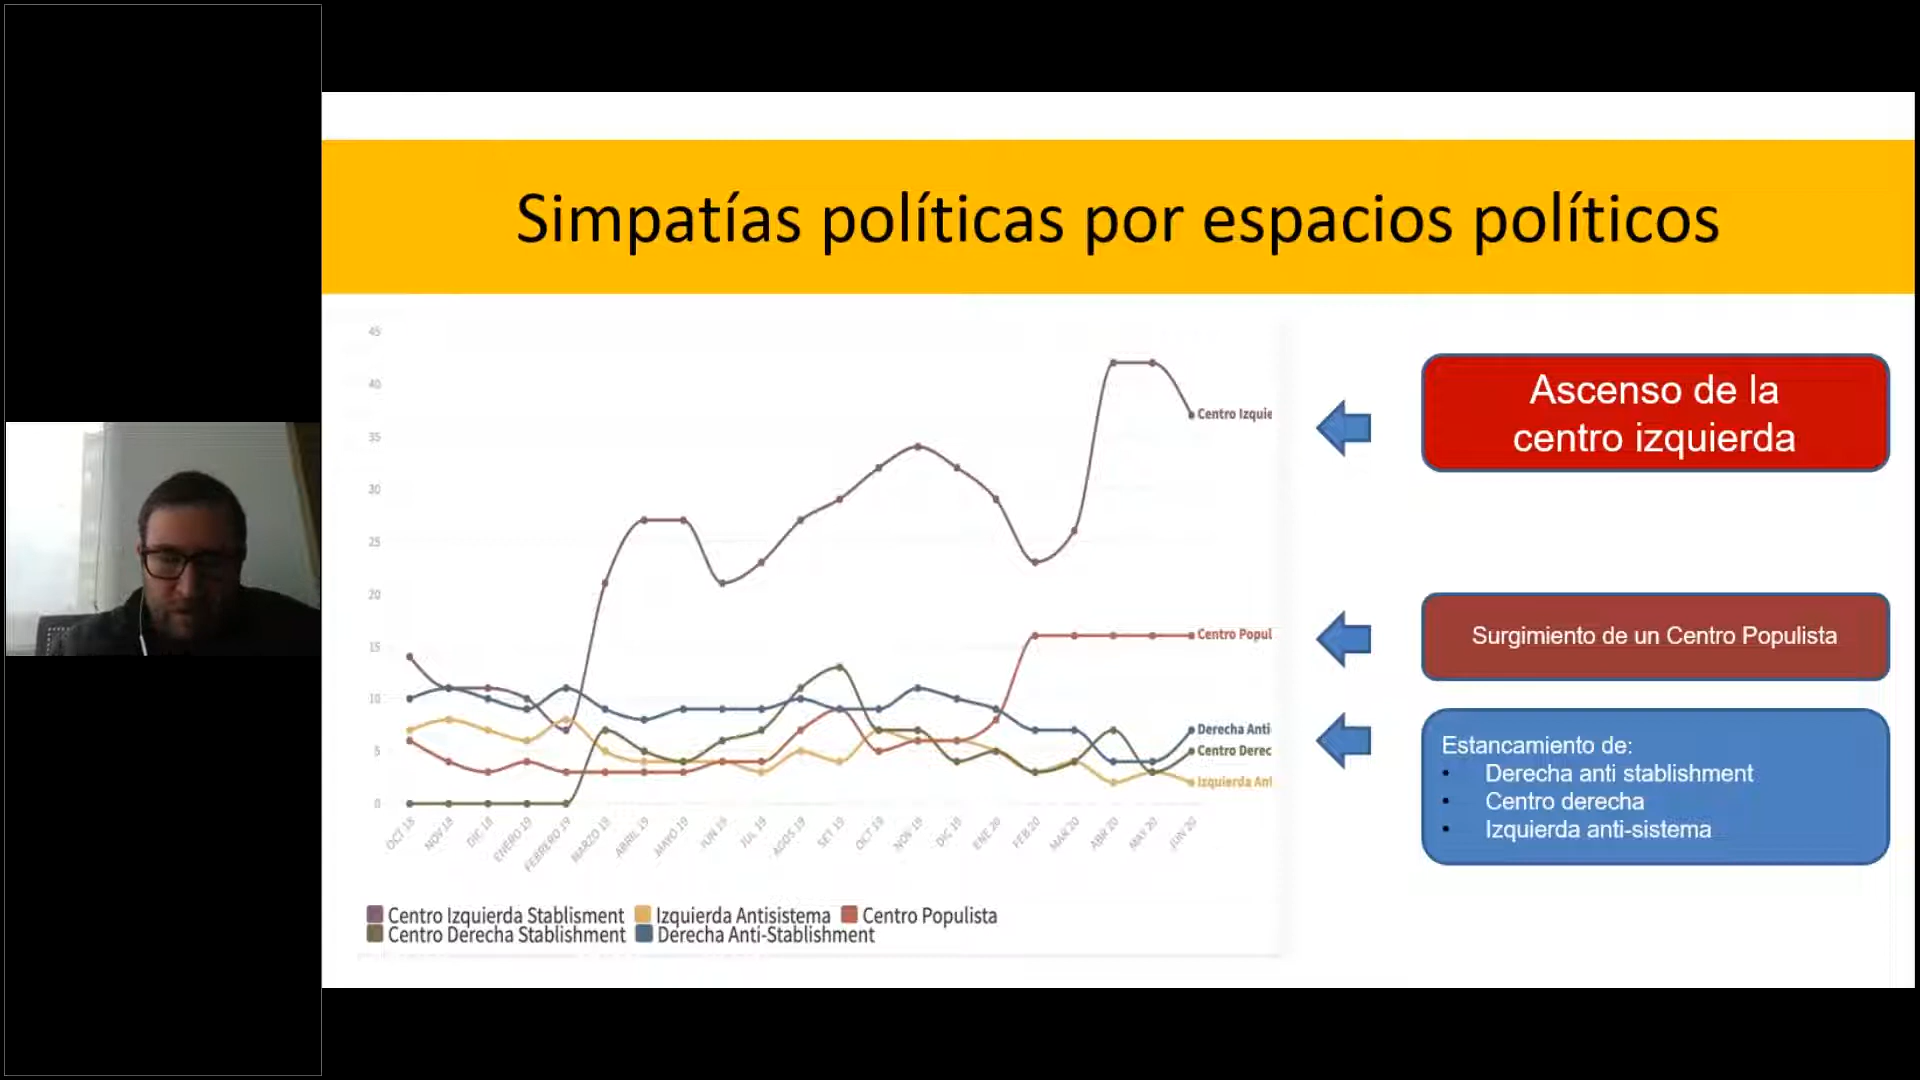 Simpatías políticas por espacios políticos
45
40
35
30
25
20
15
10
5
0
Centro Izquie
Centro Popul
Derecha Anti-
Centro Derec
Izquierda Ant
OCT 18
NOV 18
DIC 18
ENERO 19
FEBRERO 19
MARZO 19
ABRIL 19
MAYO 19
JUN 19
JUL 19
AGOS 19
SET 19
OCT 19
NOV 19
DIC 19
ENE 20
FEB 20
MAR 20
ABR 20
MAY 20
JUN 20
Centro Izquierda Stablisment
Izquierda Antisistema
Centro Populista
Centro Derecha Stablishment
Derecha Anti-Stablishment
Ascenso de la
centro izquierda
Surgimiento de un Centro Populista
Estancamiento de:
• Derecha anti stablishment
• Centro derecha
• Izquierda anti-sistema